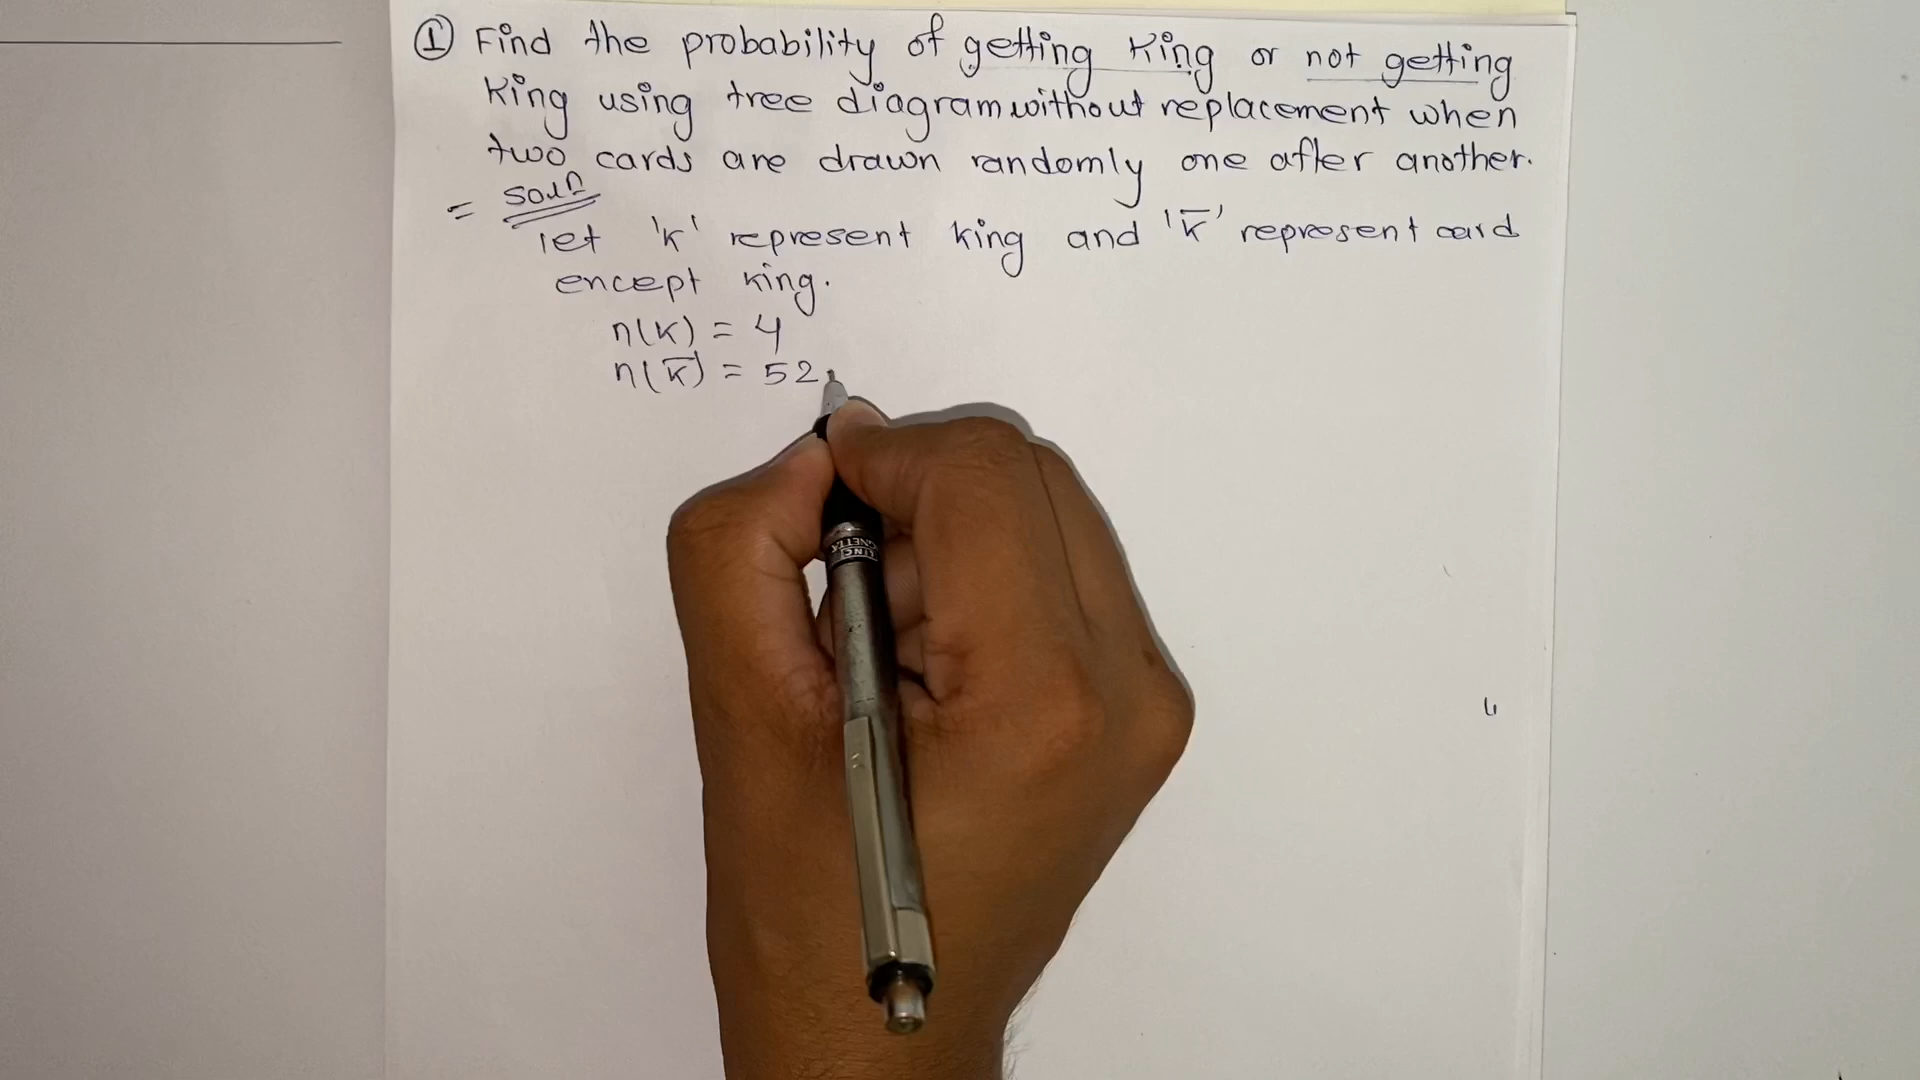 ① Find the probability of getting King or not getting
King using tree diagram without replacement when
two cards are drawn randomly one after another.
= Soln
let 'K' represent king and 'K̅' represent card
encept king.
n(K) = 4
n(K̅) = 52